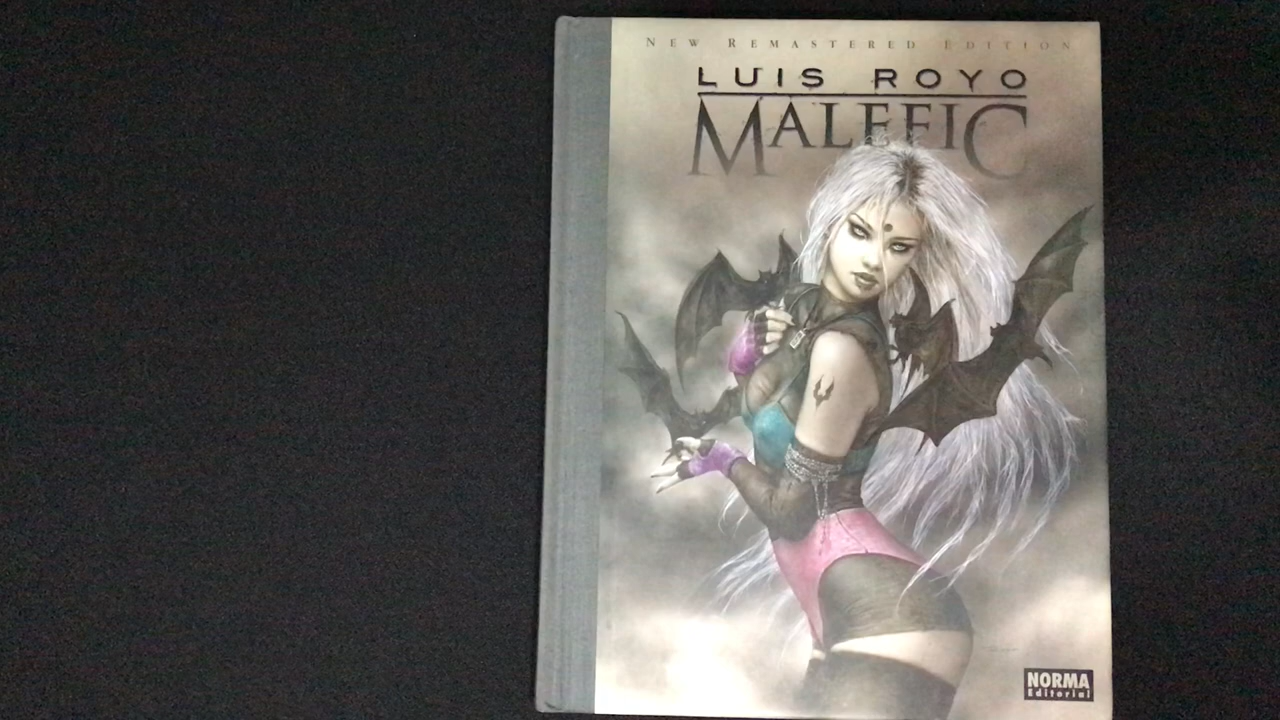 NEW REMASTERED EDITION
LUIS ROYO
MALEFIC
NORMA
Editorial